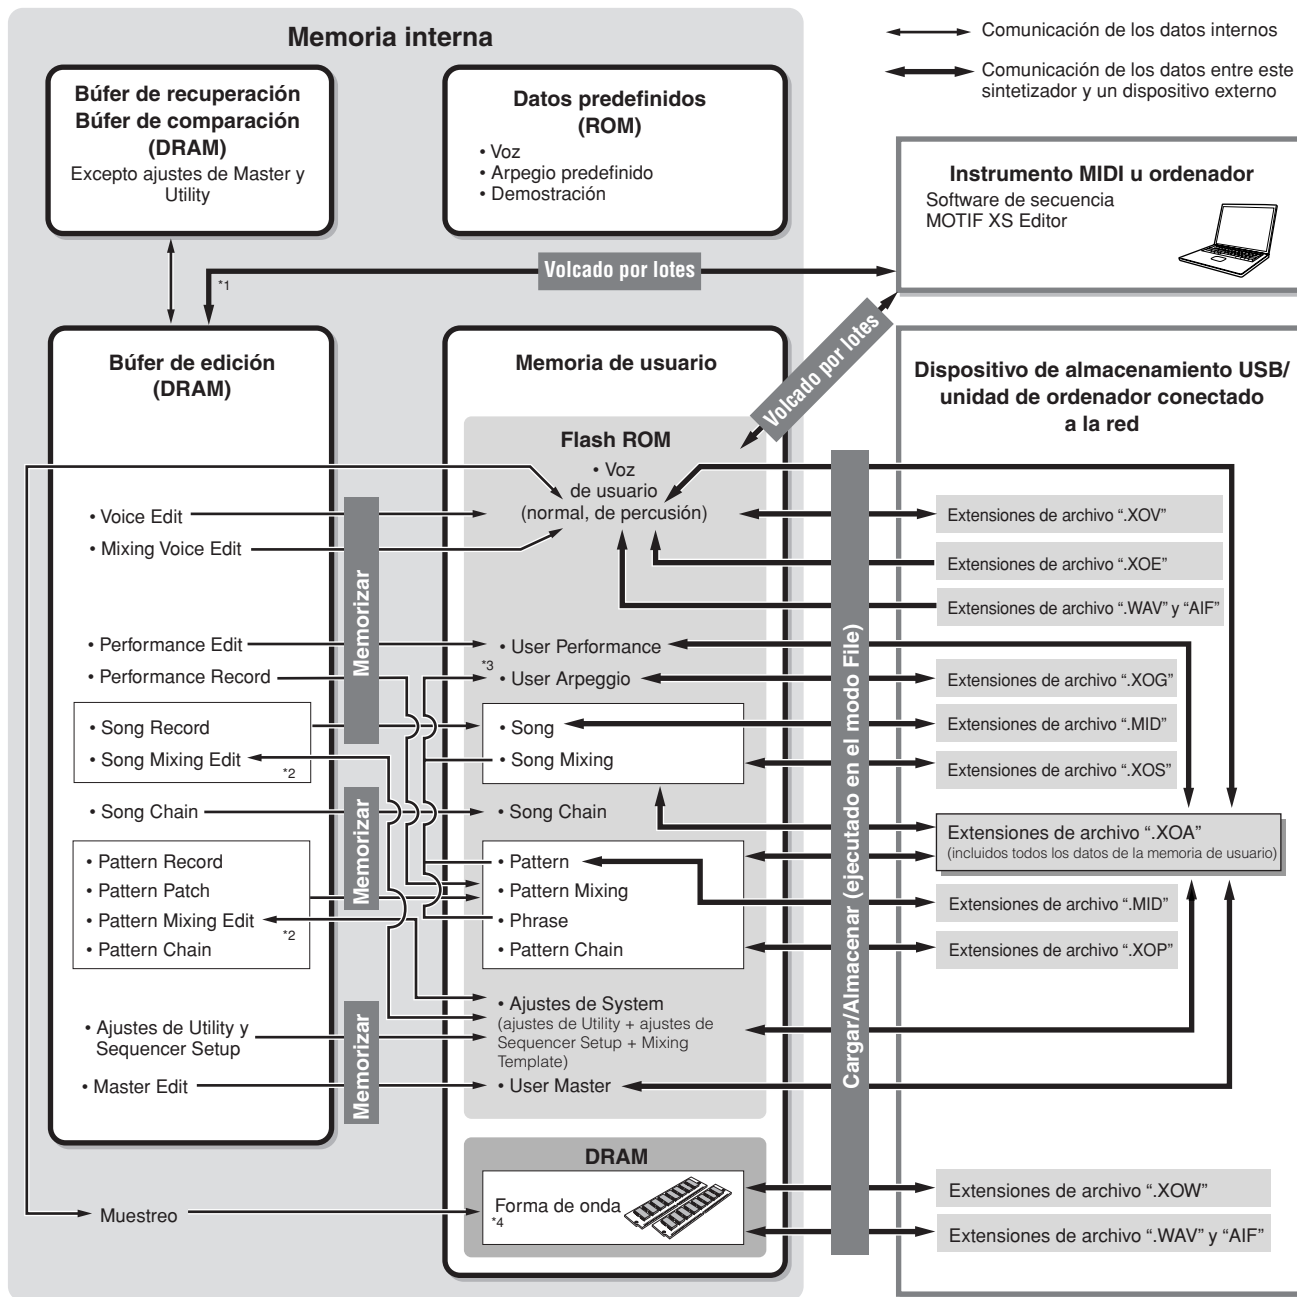 Memoria interna
Comunicación de los datos internos
Comunicación de los datos entre este
sintetizador y un dispositivo externo
Búfer de recuperación
Búfer de comparación
(DRAM)
Excepto ajustes de Master y
Utility
Datos predefinidos
(ROM)
• Voz
• Arpegio predefinido
• Demostración
Instrumento MIDI u ordenador
Software de secuencia
MOTIF XS Editor
Volcado por lotes
*1
Volcado por lotes
Búfer de edición
(DRAM)
• Voice Edit
• Mixing Voice Edit
• Performance Edit
• Performance Record
• Song Record
• Song Mixing Edit
*2
• Song Chain
• Pattern Record
• Pattern Patch
• Pattern Mixing Edit
*2
• Pattern Chain
• Ajustes de Utility y
Sequencer Setup
• Master Edit
Muestreo
Memorizar
Memorizar
Memorizar
Memoria de usuario
Flash ROM
• Voz
de usuario
(normal, de percusión)
• User Performance
*3
• User Arpeggio
• Song
• Song Mixing
• Song Chain
• Pattern
• Pattern Mixing
• Phrase
• Pattern Chain
• Ajustes de System
(ajustes de Utility + ajustes de
Sequencer Setup + Mixing
Template)
• User Master
DRAM
Forma de onda
*4
Cargar/Almacenar (ejecutado en el modo File)
Dispositivo de almacenamiento USB/
unidad de ordenador conectado
a la red
Extensiones de archivo “.XOV”
Extensiones de archivo “.XOE”
Extensiones de archivo “.WAV” y “AIF”
Extensiones de archivo “.XOG”
Extensiones de archivo “.MID”
Extensiones de archivo “.XOS”
Extensiones de archivo “.XOA”
(incluidos todos los datos de la memoria de usuario)
Extensiones de archivo “.MID”
Extensiones de archivo “.XOP”
Extensiones de archivo “.XOW”
Extensiones de archivo “.WAV” y “AIF”